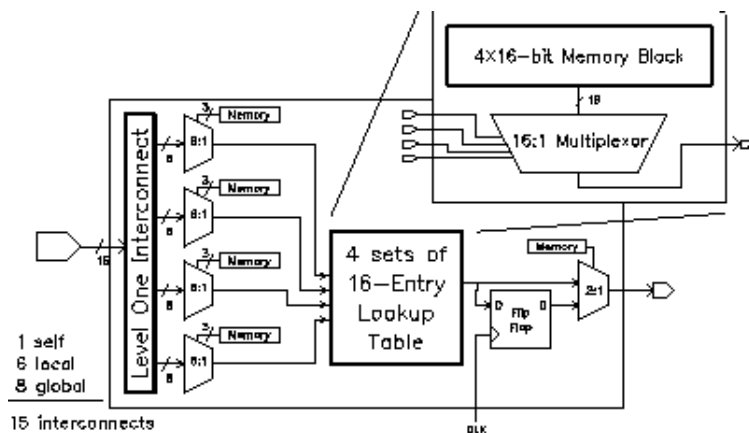 4×16-bit Memory Block
16
16:1 Multiplexor
3
Memory
8:1
8
3
Memory
8:1
8
Level One Interconnect
15
3
Memory
8:1
8
3
Memory
8:1
8
4 sets of
16-Entry
Lookup
Table
Memory
2:1
D
Flip
Flop
CLK
1 self
6 local
8 global
15 interconnects